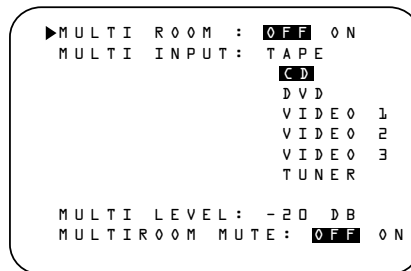 ▶MULTI ROOM : OFF ON
MULTI INPUT: TAPE
CD
DVD
VIDEO 1
VIDEO 2
VIDEO 3
TUNER
MULTI LEVEL: -20 DB
MULTIROOM MUTE: OFF ON